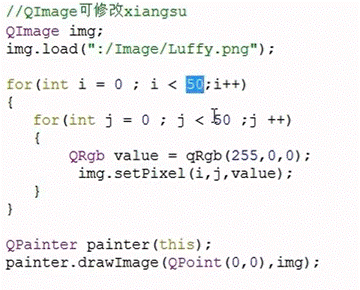 //QImage可修改xiangsu
QImage img;
img.load(":/Image/Luffy.png");
for(int i = 0 ; i < 50;i++)
{
for(int j = 0 ; j < 50 ;j ++)
{
QRgb value = qRgb(255,0,0);
img.setPixel(i,j,value);
}
}
QPainter painter(this);
painter.drawImage(QPoint(0,0),img);